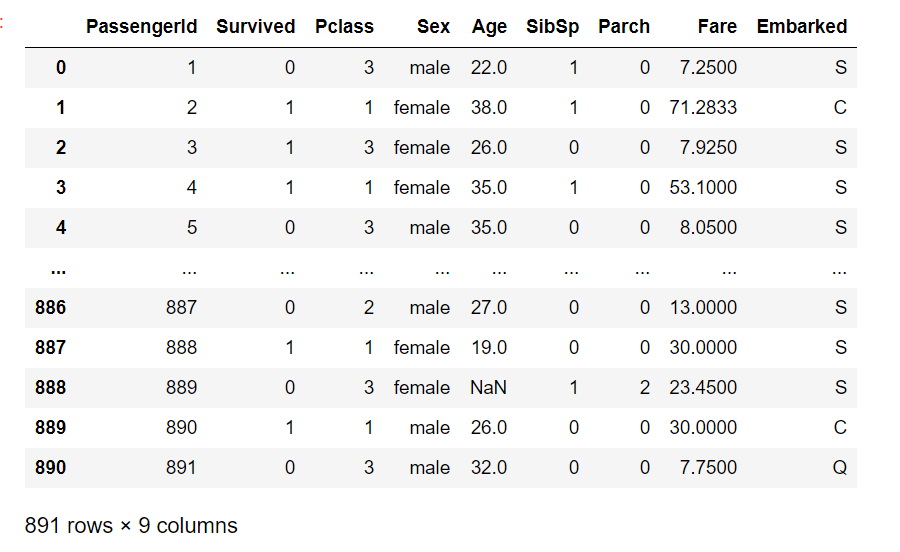 :
PassengerId Survived Pclass Sex Age SibSp Parch Fare Embarked
0 1 0 3 male 22.0 1 0 7.2500 S
1 2 1 1 female 38.0 1 0 71.2833 C
2 3 1 3 female 26.0 0 0 7.9250 S
3 4 1 1 female 35.0 1 0 53.1000 S
4 5 0 3 male 35.0 0 0 8.0500 S
... ... ... ... ... ... ... ... ... ...
886 887 0 2 male 27.0 0 0 13.0000 S
887 888 1 1 female 19.0 0 0 30.0000 S
888 889 0 3 female NaN 1 2 23.4500 S
889 890 1 1 male 26.0 0 0 30.0000 C
890 891 0 3 male 32.0 0 0 7.7500 Q
891 rows × 9 columns